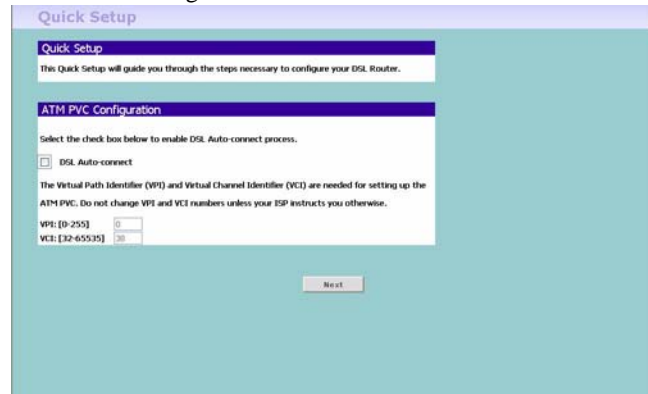 Quick Setup
Quick Setup
This Quick Setup will guide you through the steps necessary to configure your DSL Router.
ATM PVC Configuration
Select the check box below to enable DSL Auto-connect process.
DSL Auto-connect
The Virtual Path Identifier (VPI) and Virtual Channel Identifier (VCI) are needed for setting up the
ATM PVC. Do not change VPI and VCI numbers unless your ISP instructs you otherwise.
VPI: [0-255] 0
VCI: [32-65535]
Next